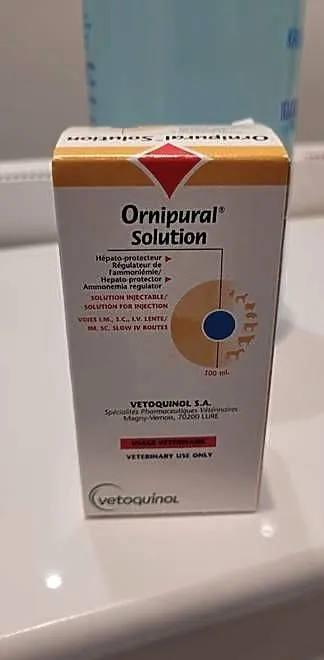 Ornipural® Solution
Ornipural®
Solution
Hépato-protecteur
Régulateur de
l'ammoniémie/
Hepato-protector
Ammonemia regulator
SOLUTION INJECTABLE/
SOLUTION FOR INJECTION
VOIES I.M., S.C., I.V. LENTE/
IM, SC, SLOW IV ROUTES
100 mL
VETOQUINOL S.A.
Spécialités Pharmaceutiques Vétérinaires
Magny-Vernois, 70200 LURE
USAGE VETERINAIRE
VETERINARY USE ONLY
vetoquinol